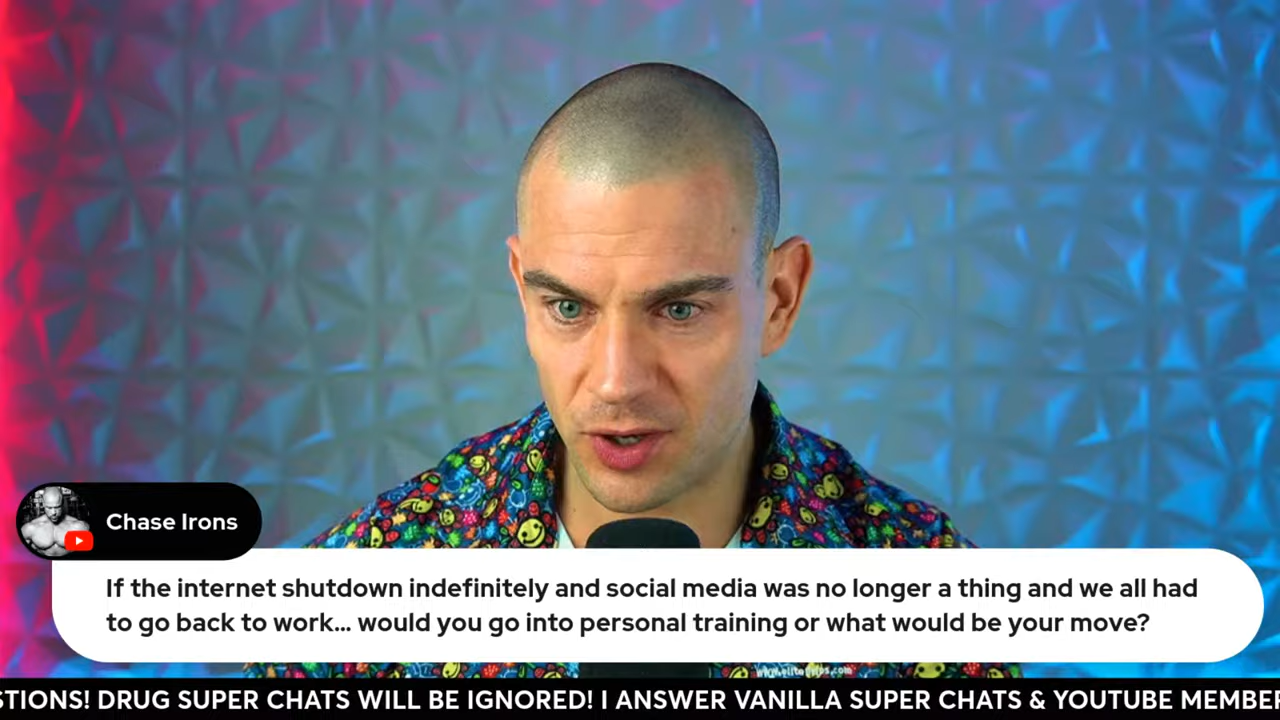 Chase Irons
If the internet shutdown indefinitely and social media was no longer a thing and we all had
to go back to work... would you go into personal training or what would be your move?
STIONS! DRUG SUPER CHATS WILL BE IGNORED! I ANSWER VANILLA SUPER CHATS & YOUTUBE MEMBE